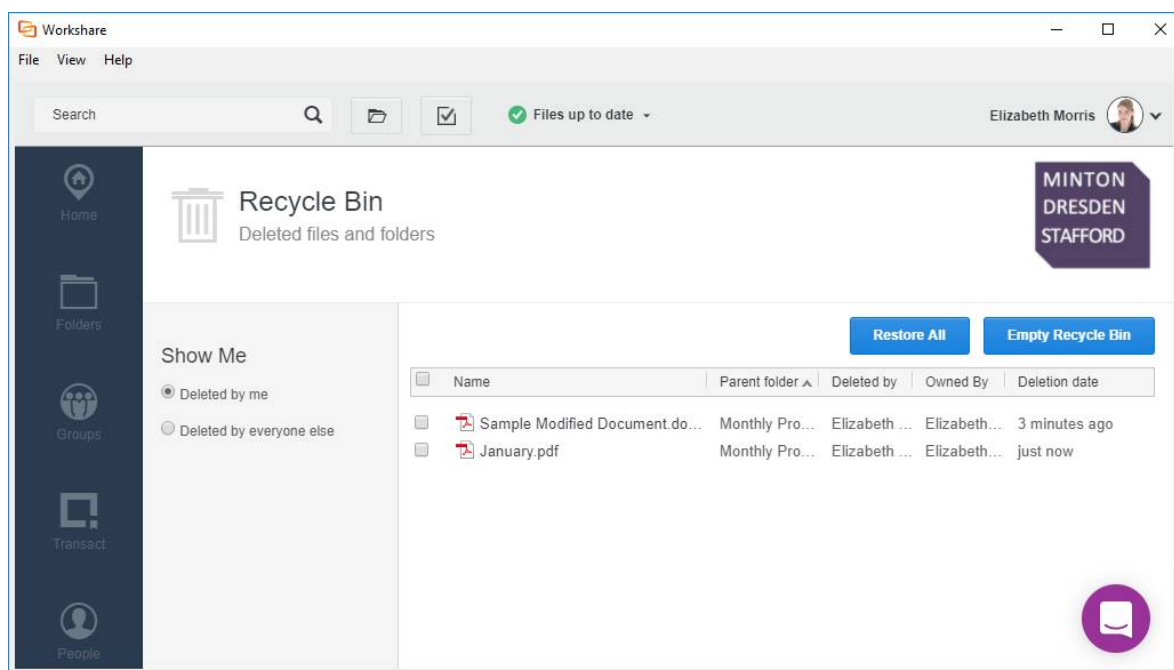 Workshare
File View Help
Search Files up to date Elizabeth Morris
Home
Recycle Bin
Deleted files and folders
MINTON
DRESDEN
STAFFORD
Folders
Groups
Transact
People
Show Me
Deleted by me
Deleted by everyone else
Restore All Empty Recycle Bin
Name Parent folder Deleted by Owned By Deletion date
Sample Modified Document.do... Monthly Pro... Elizabeth ... Elizabeth... 3 minutes ago
January.pdf Monthly Pro... Elizabeth ... Elizabeth... just now